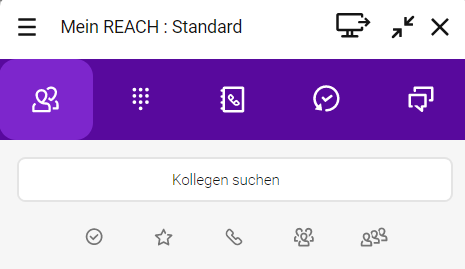 Mein REACH : Standard
Kollegen suchen